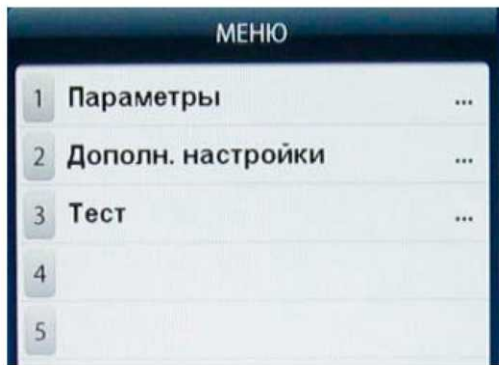 МЕНЮ
1 Параметры ...
2 Дополн. настройки ...
3 Тест ...
4
5